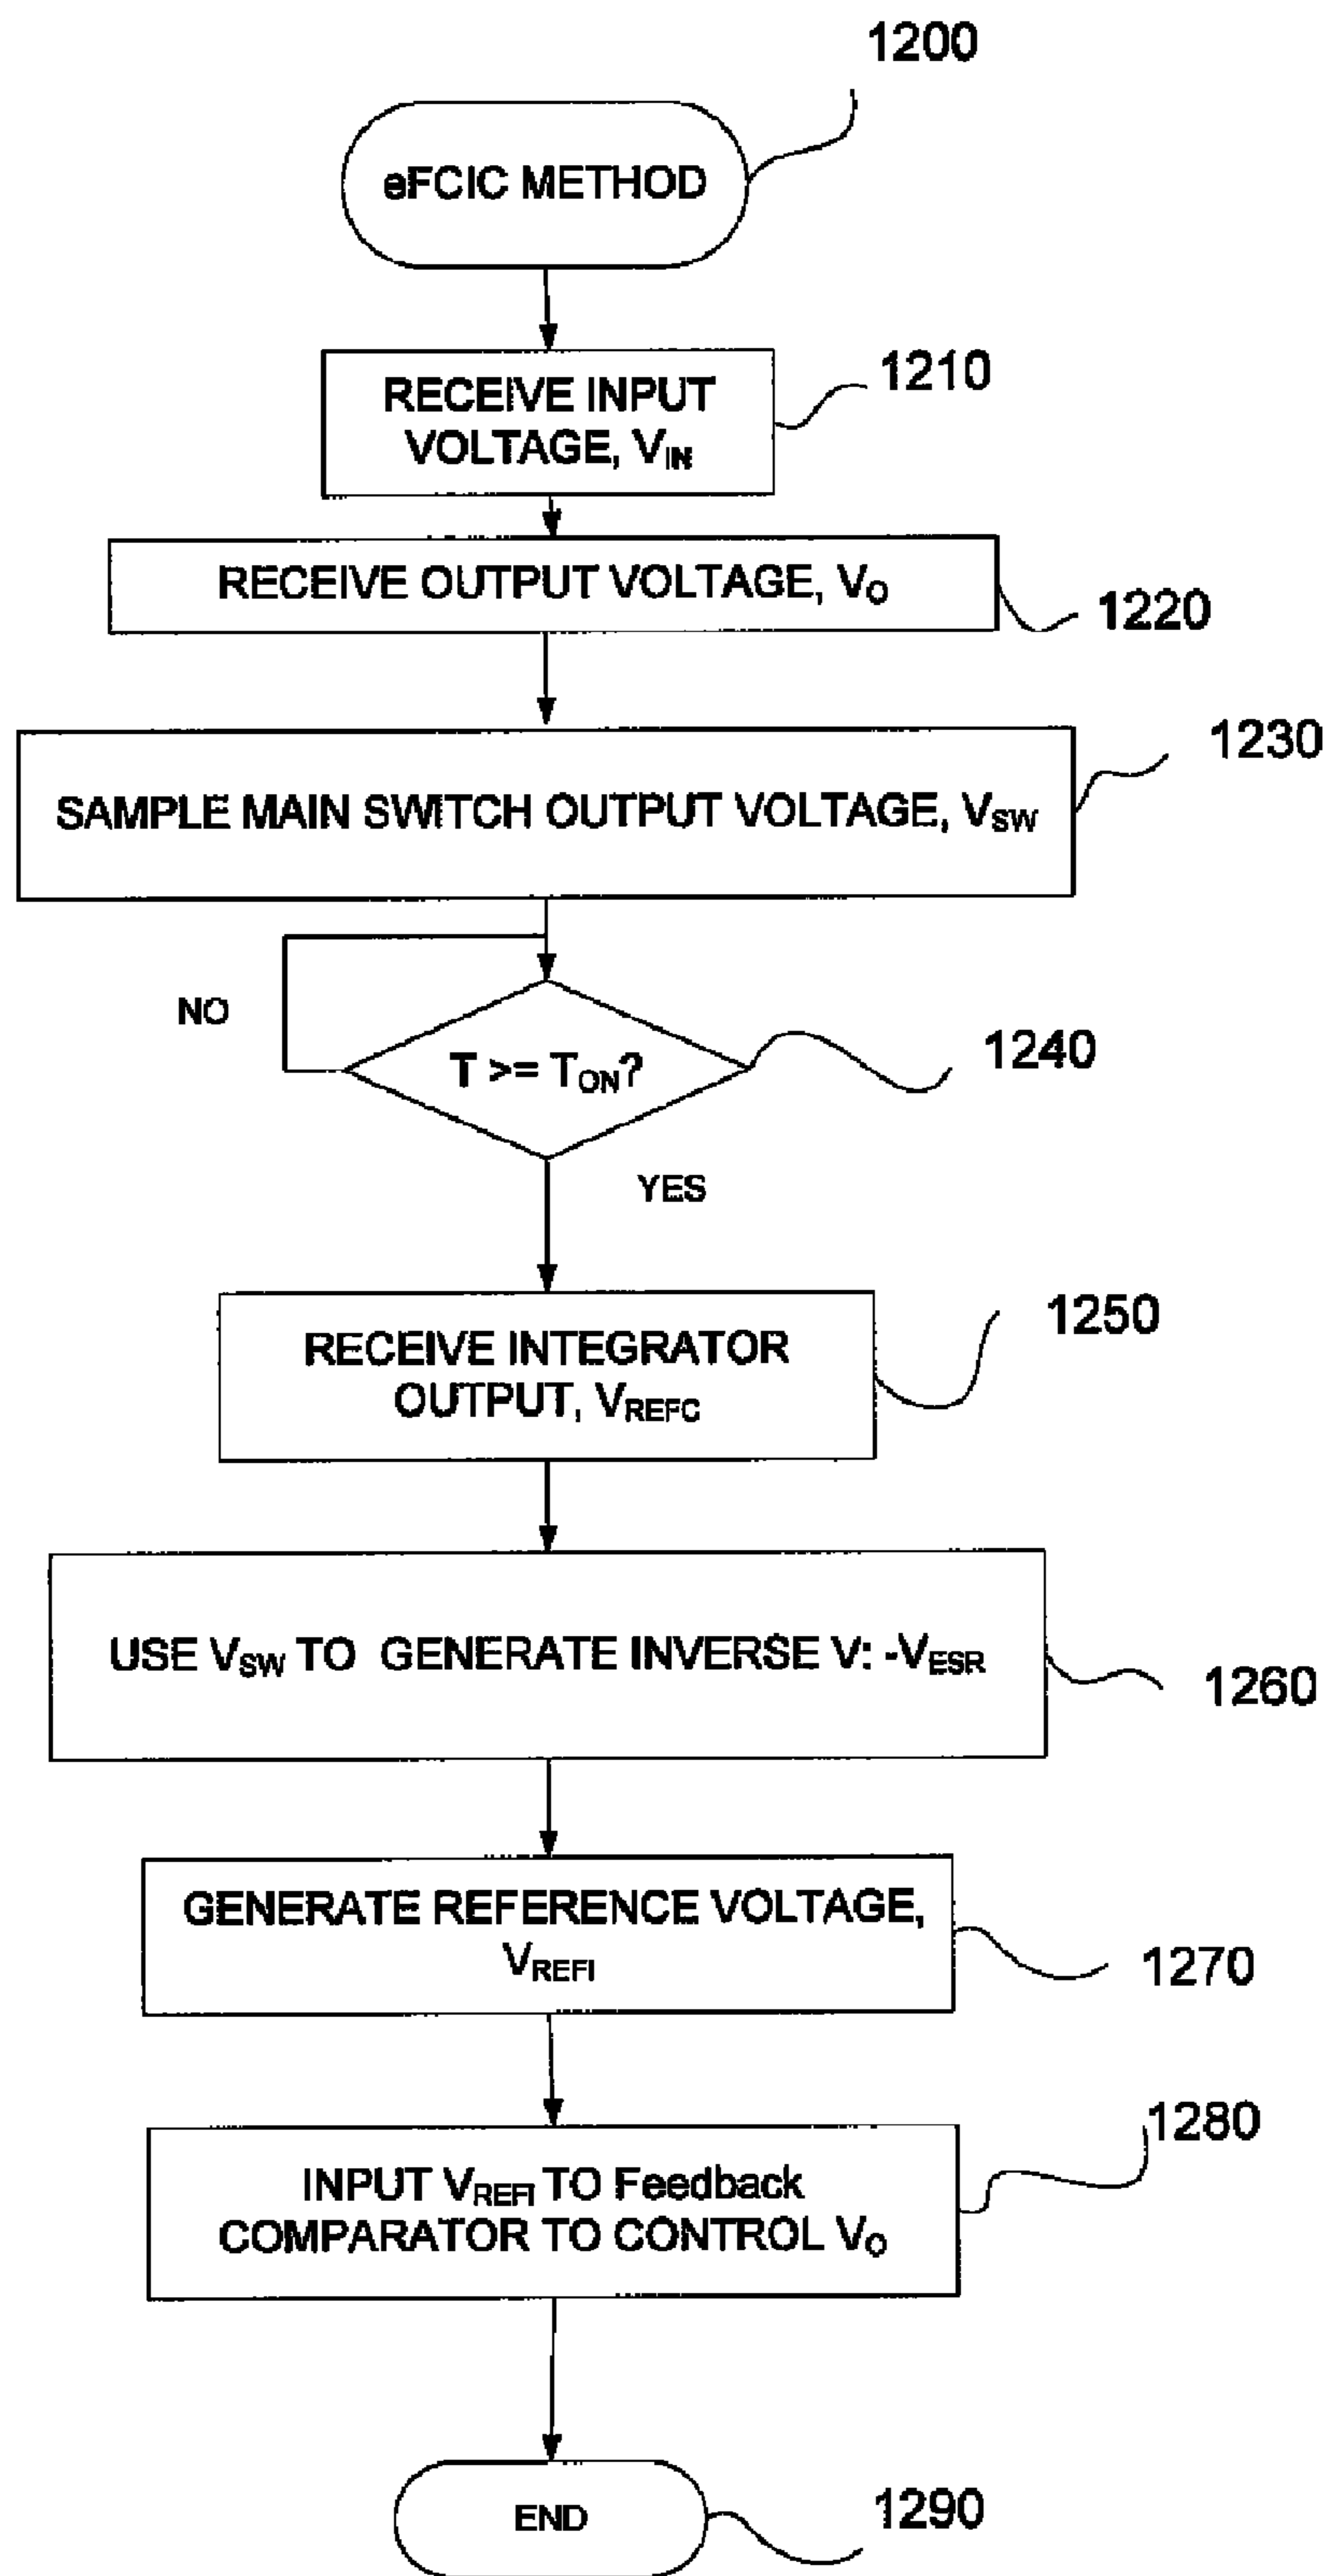 1200
eFCIC METHOD
RECEIVE INPUT
VOLTAGE, VIN
1210
RECEIVE OUTPUT VOLTAGE, VO
1220
1230
SAMPLE MAIN SWITCH OUTPUT VOLTAGE, VSW
NO
T >= TON?
1240
YES
RECEIVE INTEGRATOR
OUTPUT, VREFC
1250
USE VSW TO GENERATE INVERSE V: -VESR
1260
GENERATE REFERENCE VOLTAGE,
VREFI
1270
1280
INPUT VREFI TO Feedback
COMPARATOR TO CONTROL VO
END
1290